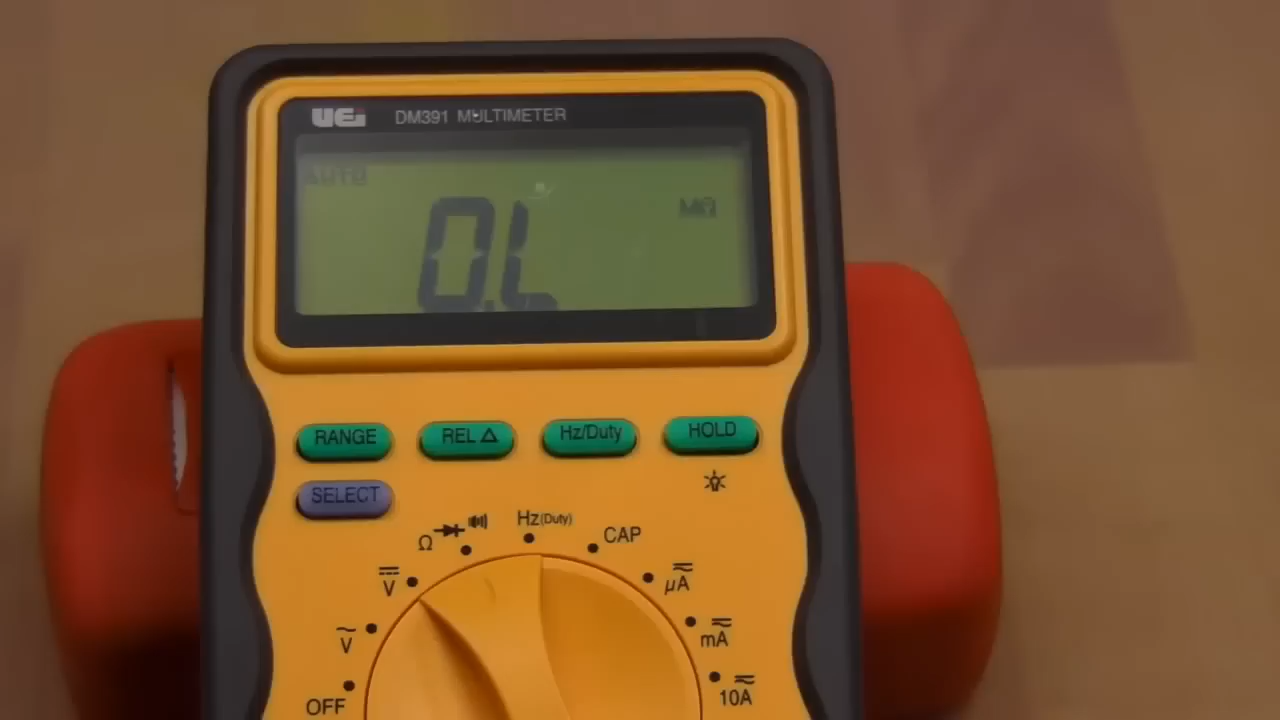 UEi DM391 MULTIMETER
AUTO
MΩ
0.L
RANGE REL △ Hz/Duty HOLD
SELECT
Ω Hz(Duty) CAP
V µA
V mA
OFF 10A